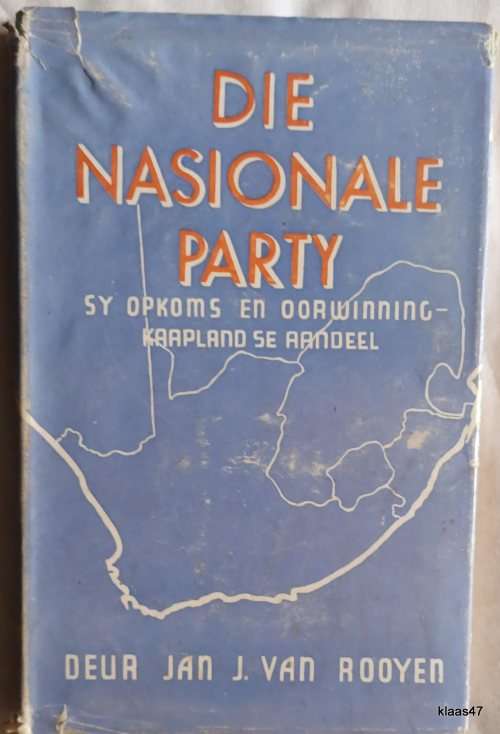 DIE
NASIONALE
PARTY
SY OPKOMS EN OORWINNING-
KAAPLAND SE AANDEEL
DEUR JAN J. VAN ROOYEN
klaas47